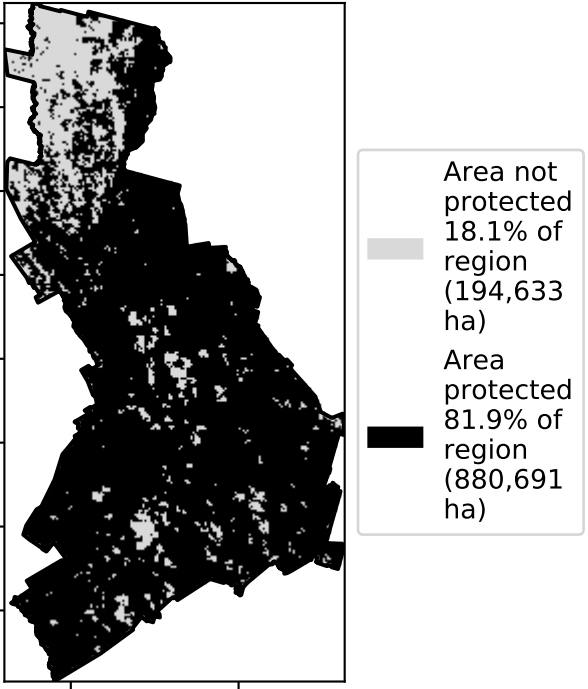 Area not
protected
18.1% of
region
(194,633
ha)
Area
protected
81.9% of
region
(880,691
ha)